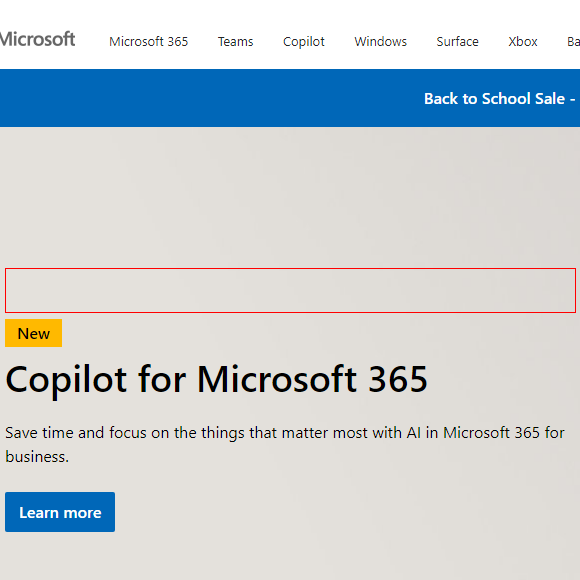 Microsoft
Microsoft 365 Teams Copilot Windows Surface Xbox
Back to School Sale -
New
Copilot for Microsoft 365
Save time and focus on the things that matter most with AI in Microsoft 365 for
business.
Learn more